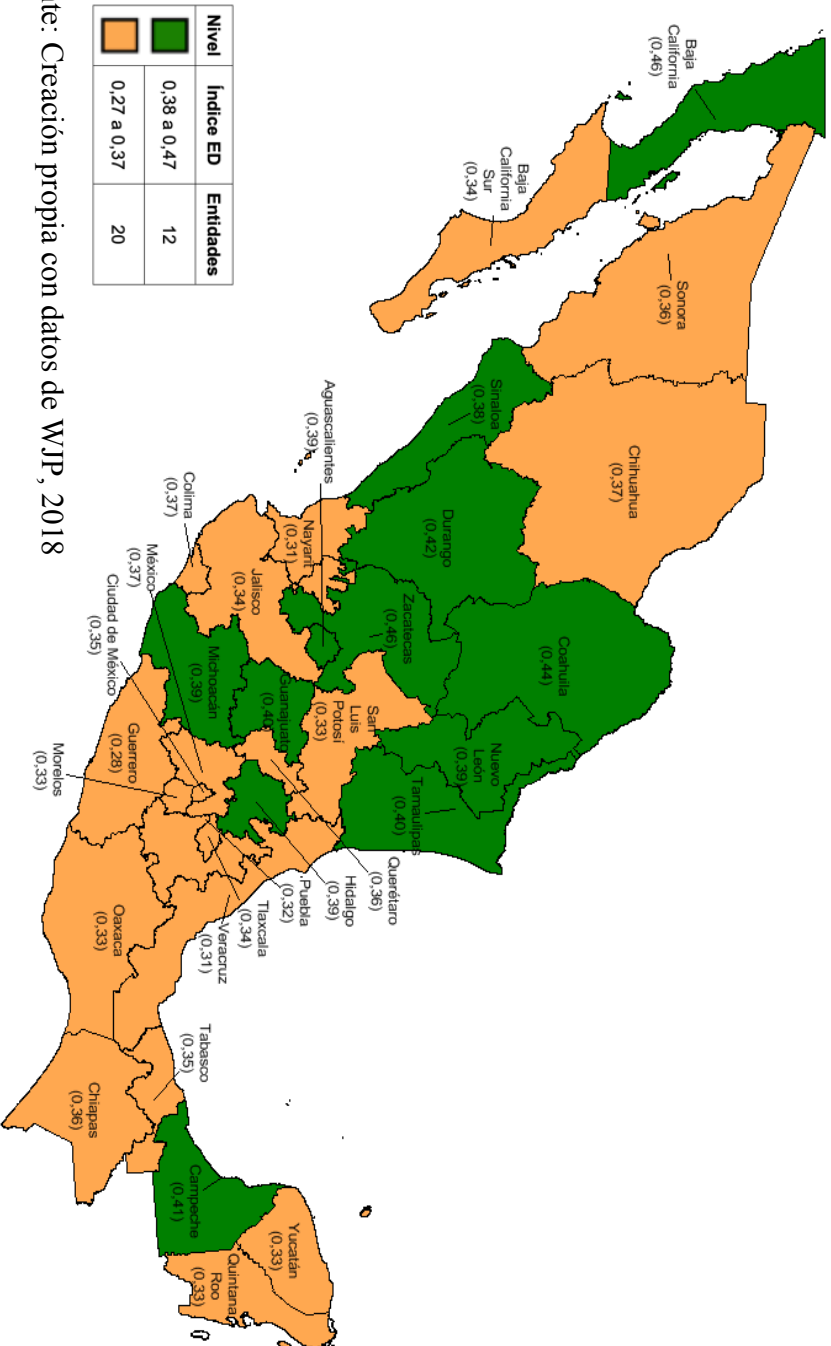 Baja
California
(0,46)
Baja
California
Sur
(0,34)
Sonora
(0,36)
Chihuahua
(0,37)
Sinaloa
(0,38)
Durango
(0,42)
Coahuila
(0,44)
Nuevo
León
(0,39)
Tamaulipas
(0,40)
Zacatecas
(0,46)
Aguascalientes
(0,39)
Nayarit
(0,31)
San
Luis
Potosí
(0,33)
Jalisco
(0,34)
Guanajuato
(0,40)
Colima
(0,37)
Michoacán
(0,39)
México
(0,37)
Ciudad de México
(0,35)
Guerrero
(0,28)
Morelos
(0,33)
Querétaro
(0,36)
Hidalgo
(0,39)
Puebla
(0,32)
Tlaxcala
(0,34)
Veracruz
(0,31)
Oaxaca
(0,33)
Tabasco
(0,35)
Chiapas
(0,36)
Campeche
(0,41)
Yucatán
(0,33)
Quintana
Roo
(0,33)
Nivel Índice ED Entidades
0,38 a 0,47 12
0,27 a 0,37 20
te: Creación propia con datos de WJP, 2018